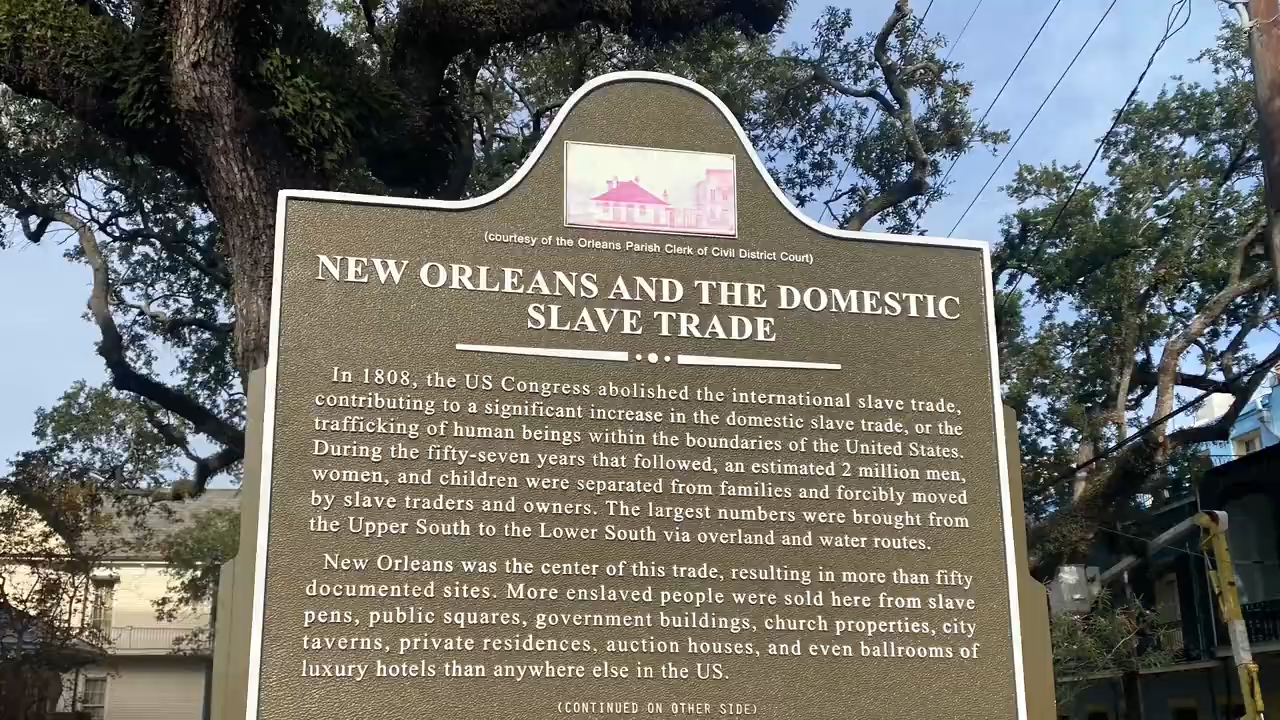 (courtesy of the Orleans Parish Clerk of Civil District Court)
NEW ORLEANS AND THE DOMESTIC
SLAVE TRADE
In 1808, the US Congress abolished the international slave trade,
contributing to a significant increase in the domestic slave trade, or the
trafficking of human beings within the boundaries of the United States.
During the fifty-seven years that followed, an estimated 2 million men,
women, and children were separated from families and forcibly moved
by slave traders and owners. The largest numbers were brought from
the Upper South to the Lower South via overland and water routes.
New Orleans was the center of this trade, resulting in more than fifty
documented sites. More enslaved people were sold here from slave
pens, public squares, government buildings, church properties, city
taverns, private residences, auction houses, and even ballrooms of
luxury hotels than anywhere else in the US.
(CONTINUED ON OTHER SIDE)